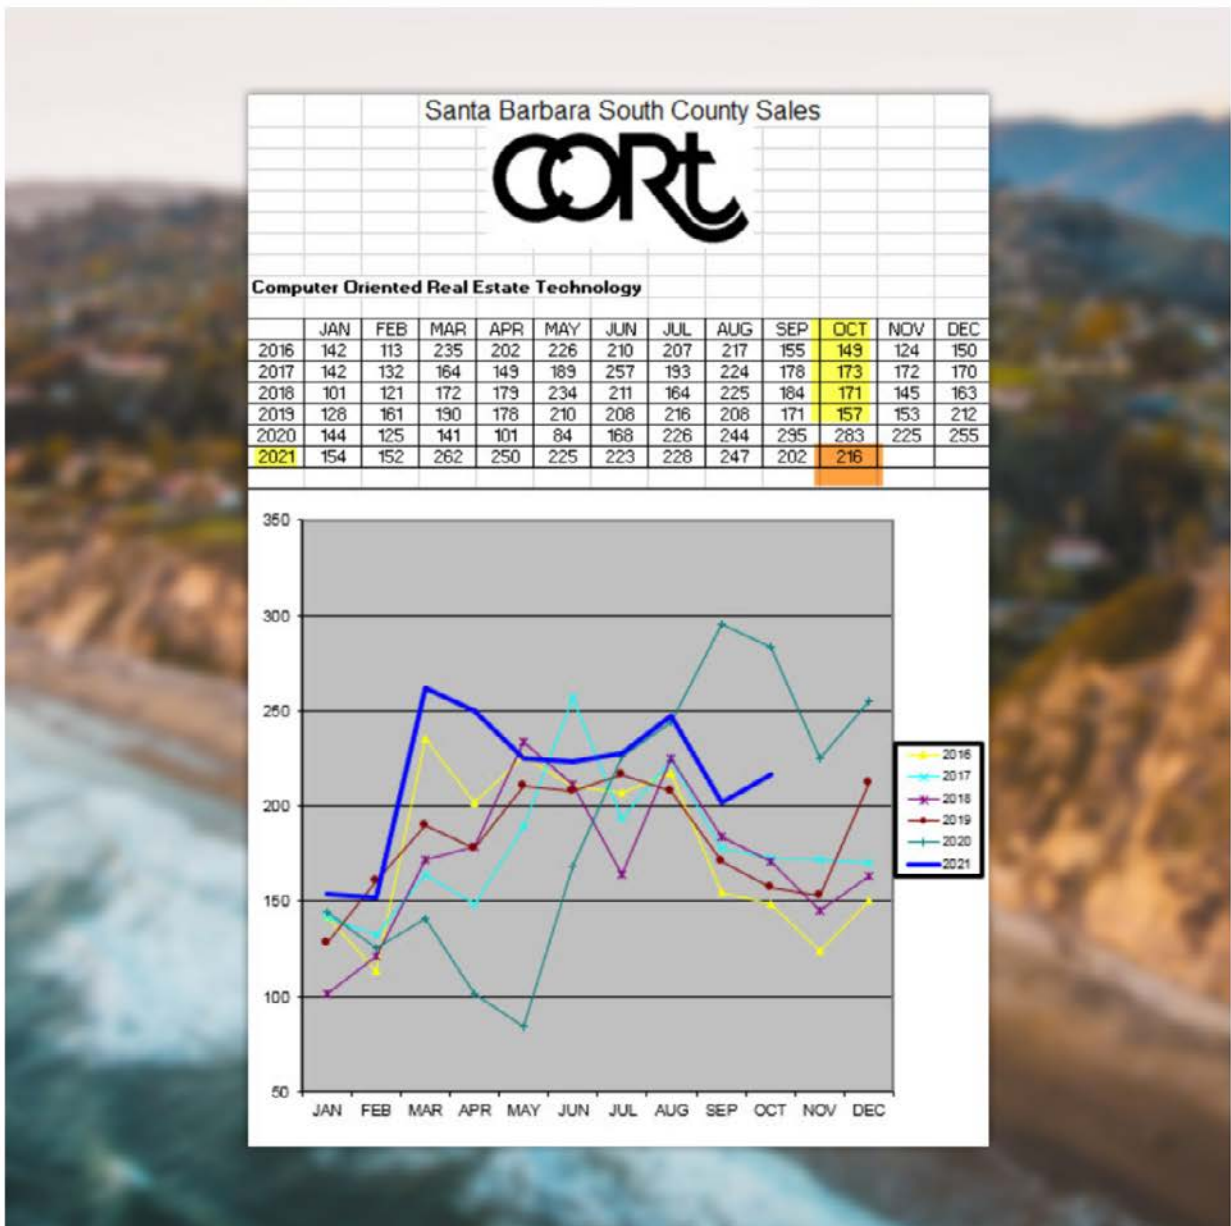 Santa Barbara South County Sales
CORt
Computer Oriented Real Estate Technology
JAN FEB MAR APR MAY JUN JUL AUG SEP OCT NOV DEC
2016 142 113 235 202 226 210 207 217 155 149 124 150
2017 142 132 164 149 189 257 193 224 178 173 172 170
2018 101 121 172 179 234 211 164 225 184 171 145 163
2019 128 161 190 178 210 208 216 208 171 157 153 212
2020 144 125 141 101 84 168 226 244 295 283 225 255
2021 154 152 262 250 225 223 228 247 202 216
350
300
250
200
150
100
50
JAN FEB MAR APR MAY JUN JUL AUG SEP OCT NOV DEC
2016
2017
2018
2019
2020
2021